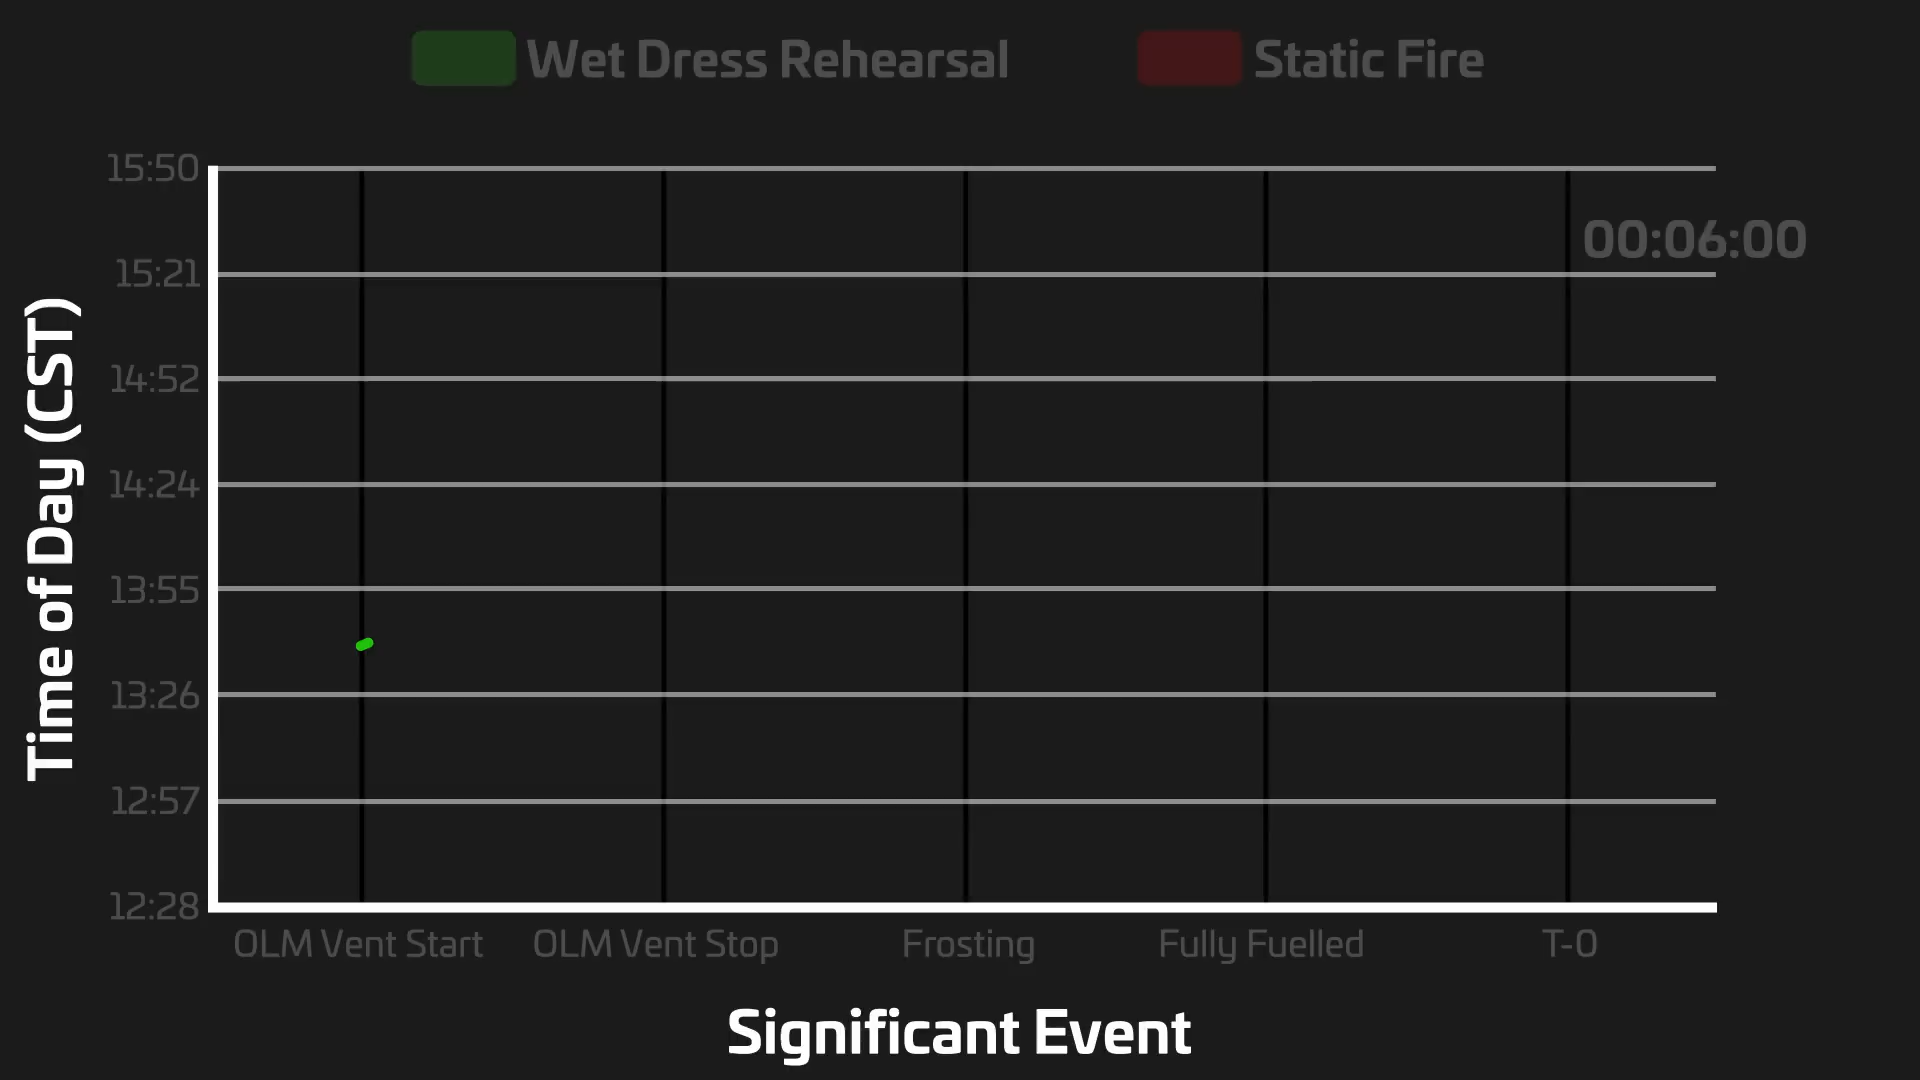 Wet Dress Rehearsal
Static Fire
15:50
00:06:00
15:21
14:52
14:24
13:55
13:26
12:57
12:28
Time of Day (CST)
OLM Vent Start
OLM Vent Stop
Frosting
Fully Fuelled
T-0
Significant Event